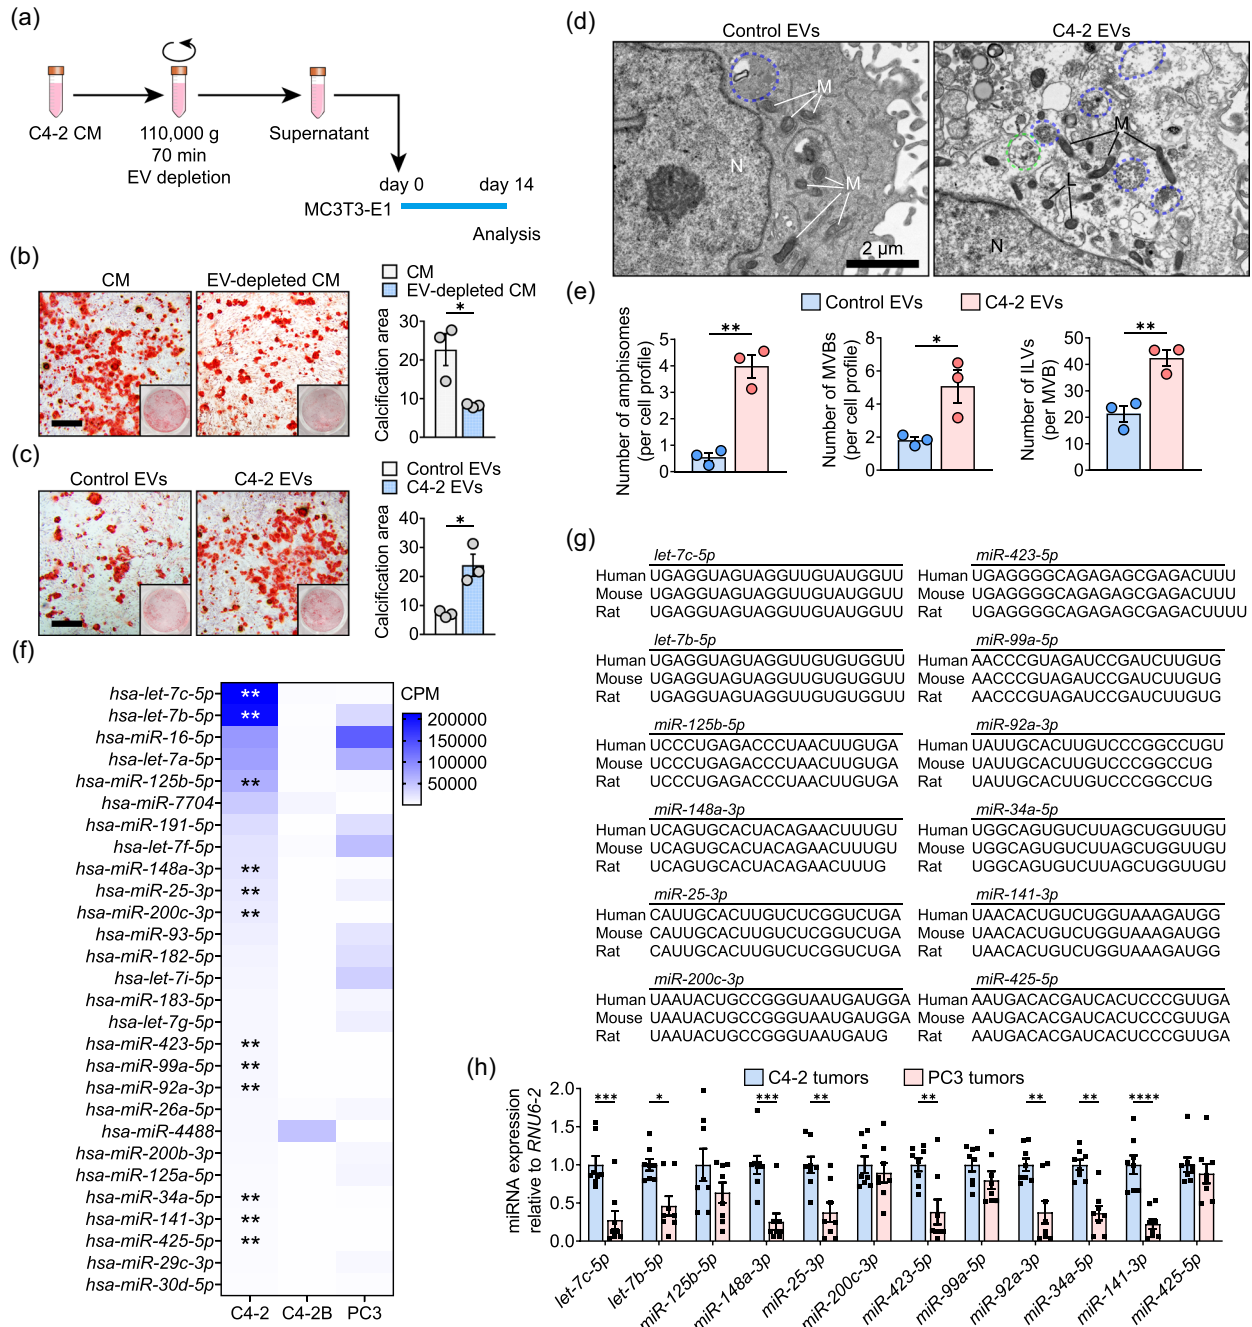 (a)
C4-2 CM
110,000 g
70 min
EV depletion
Supernatant
day 0
day 14
MC3T3-E1
Analysis
(b)
CM
EV-depleted CM
CM
EV-depleted CM
*
Calcification area
30
20
10
0
(c)
Control EVs
C4-2 EVs
Control EVs
C4-2 EVs
*
Calcification area
40
30
20
10
0
(d)
Control EVs
C4-2 EVs
M
N
M
2 µm
M
L
N
(e)
Control EVs
C4-2 EVs
Number of amphisomes
(per cell profile)
5
4
3
2
1
0
**
Number of MVBs
(per cell profile)
8
6
4
2
0
*
Number of ILVs
(per MVB)
50
40
30
20
10
0
**
(f)
hsa-let-7c-5p **
hsa-let-7b-5p **
hsa-miR-16-5p
hsa-let-7a-5p
hsa-miR-125b-5p **
hsa-miR-7704
hsa-miR-191-5p
hsa-let-7f-5p
hsa-miR-148a-3p **
hsa-miR-25-3p **
hsa-miR-200c-3p **
hsa-miR-93-5p
hsa-miR-182-5p
hsa-let-7i-5p
hsa-miR-183-5p
hsa-let-7g-5p
hsa-miR-423-5p **
hsa-miR-99a-5p **
hsa-miR-92a-3p **
hsa-miR-26a-5p
hsa-miR-4488
hsa-miR-200b-3p
hsa-miR-125a-5p
hsa-miR-34a-5p **
hsa-miR-141-3p **
hsa-miR-425-5p **
hsa-miR-29c-3p
hsa-miR-30d-5p
C4-2 C4-2B PC3
CPM
200000
150000
100000
50000
(g)
let-7c-5p
Human UGAGGUAGUAGGUUGUAUGGUU
Mouse UGAGGUAGUAGGUUGUAUGGUU
Rat UGAGGUAGUAGGUUGUAUGGUU
let-7b-5p
Human UGAGGUAGUAGGUUGUGUGGUU
Mouse UGAGGUAGUAGGUUGUGUGGUU
Rat UGAGGUAGUAGGUUGUGUGGUU
miR-125b-5p
Human UCCCUGAGACCCUAACUUGUGA
Mouse UCCCUGAGACCCUAACUUGUGA
Rat UCCCUGAGACCCUAACUUGUGA
miR-148a-3p
Human UCAGUGCACUACAGAACUUUGU
Mouse UCAGUGCACUACAGAACUUUGU
Rat UCAGUGCACUACAGAACUUUG
miR-25-3p
Human CAUUGCACUUGUCUCGGUCUGA
Mouse CAUUGCACUUGUCUCGGUCUGA
Rat CAUUGCACUUGUCUCGGUCUGA
miR-200c-3p
Human UAAUACUGCCGGGUAAUGAUGGA
Mouse UAAUACUGCCGGGUAAUGAUGGA
Rat UAAUACUGCCGGGUAAUGAUG
miR-423-5p
Human UGAGGGGCAGAGAGCGAGACUUU
Mouse UGAGGGGCAGAGAGCGAGACUUU
Rat UGAGGGGCAGAGAGCGAGACUUUU
miR-99a-5p
Human AACCCGUAGAUCCGAUCUUGUG
Mouse AACCCGUAGAUCCGAUCUUGUG
Rat AACCCGUAGAUCCGAUCUUGUG
miR-92a-3p
Human UAUUGCACUUGUCCCGGCCUGU
Mouse UAUUGCACUUGUCCCGGCCUG
Rat UAUUGCACUUGUCCCGGCCUG
miR-34a-5p
Human UGGCAGUGUCUUAGCUGGUUGU
Mouse UGGCAGUGUCUUAGCUGGUUGU
Rat UGGCAGUGUCUUAGCUGGUUGU
miR-141-3p
Human UAACACUGUCUGGUAAAGAUGG
Mouse UAACACUGUCUGGUAAAGAUGG
Rat UAACACUGUCUGGUAAAGAUGG
miR-425-5p
Human AAUGACACGAUCACUCCCGUUGA
Mouse AAUGACACGAUCACUCCCGUUGA
Rat AAUGACACGAUCACUCCCGUUGA
(h)
C4-2 tumors
PC3 tumors
miRNA expression
relative to RNU6-2
2.0
1.5
1.0
0.5
0.0
*** * *** ** ** ** ** ****
let-7c-5p
let-7b-5p
miR-125b-5p
miR-148a-3p
miR-25-3p
miR-200c-3p
miR-423-5p
miR-99a-5p
miR-92a-3p
miR-34a-5p
miR-141-3p
miR-425-5p